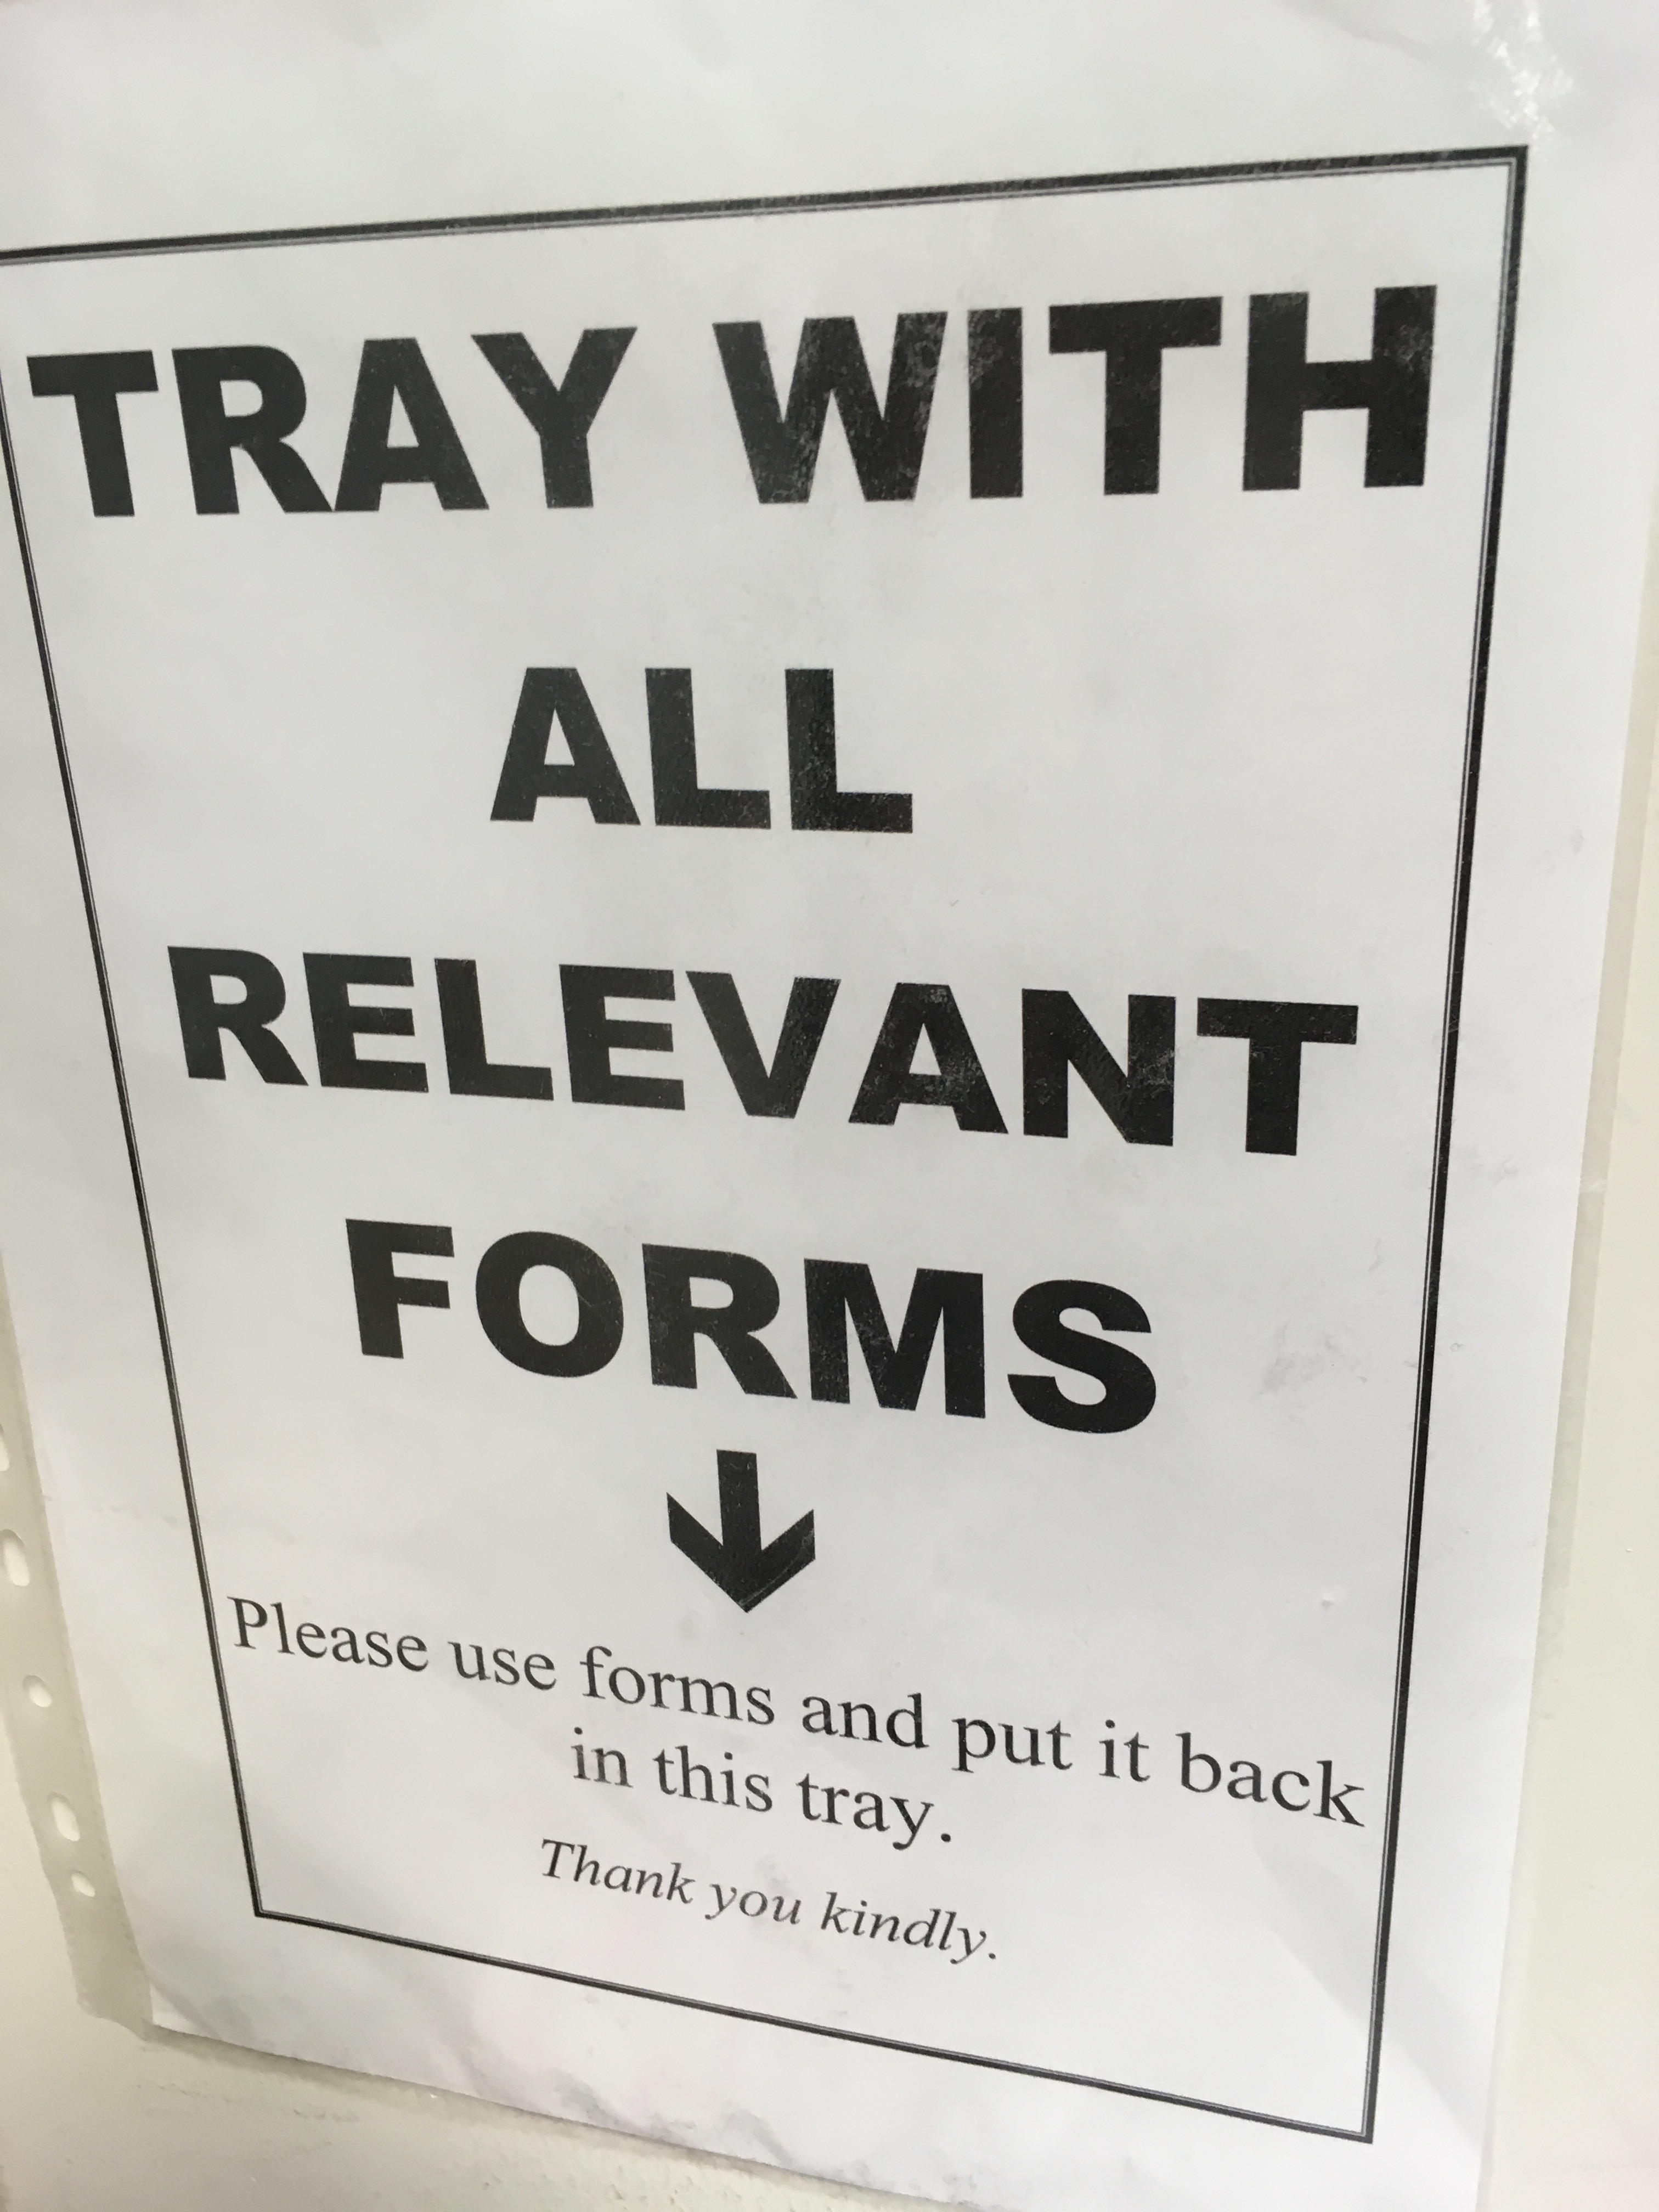 TRAY WITH
ALL
RELEVANT
FORMS
↓
Please use forms and put it back
in this tray.
Thank you kindly.